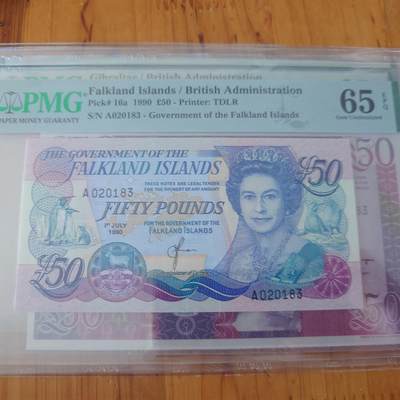 Gibraltar / British Administration
PMG
PAPER MONEY GUARANTY
Falkland Islands / British Administration
Pick# 16a 1990 £50 - Printer: TDLR
S/N A020183 - Government of the Falkland Islands
65 EPQ
Gem Uncirculated
THE GOVERNMENT OF THE
FALKLAND ISLANDS
£50
A020183
THESE NOTES ARE LEGAL TENDER
FOR THE PAYMENT OF ANY AMOUNT
FIFTY POUNDS
1ST JULY
1990
FOR THE GOVERNMENT OF THE
FALKLAND ISLANDS
£50
A020183